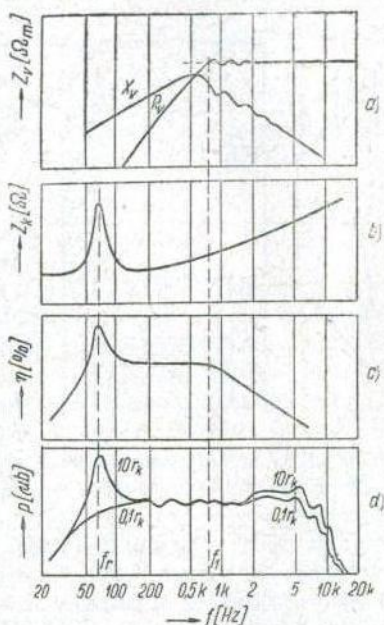 Z_v [Ω_m]
X_v
R_v
a)
Z_k [Ω]
b)
η [%]
c)
p [ub]
10r_k
0,1r_k
10r_k
0,1r_k
d)
f_r
f_1
20 50 100 200 0,5k 1k 2 5 10k 20k
f [Hz]